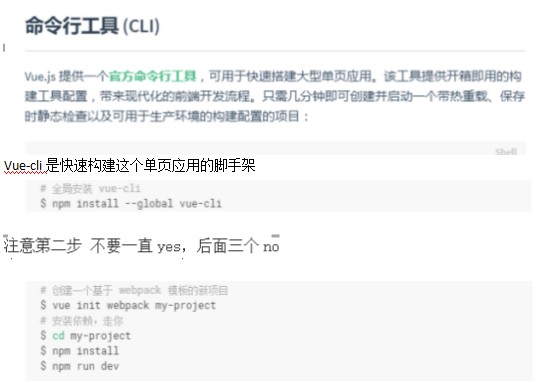 命令行工具 (CLI)
Vue.js 提供一个官方命令行工具，可用于快速搭建大型单页应用。该工具提供开箱即用的构
建工具配置，带来现代化的前端开发流程。只需几分钟即可创建并启动一个带热重载、保存
时静态检查以及可用于生产环境的构建配置的项目：
Shell
Vue-cli 是快速构建这个单页应用的脚手架
# 全局安装 vue-cli
$ npm install --global vue-cli
注意第二步 不要一直 yes，后面三个 no
# 创建一个基于 webpack 模板的新项目
$ vue init webpack my-project
# 安装依赖，走你
$ cd my-project
$ npm install
$ npm run dev